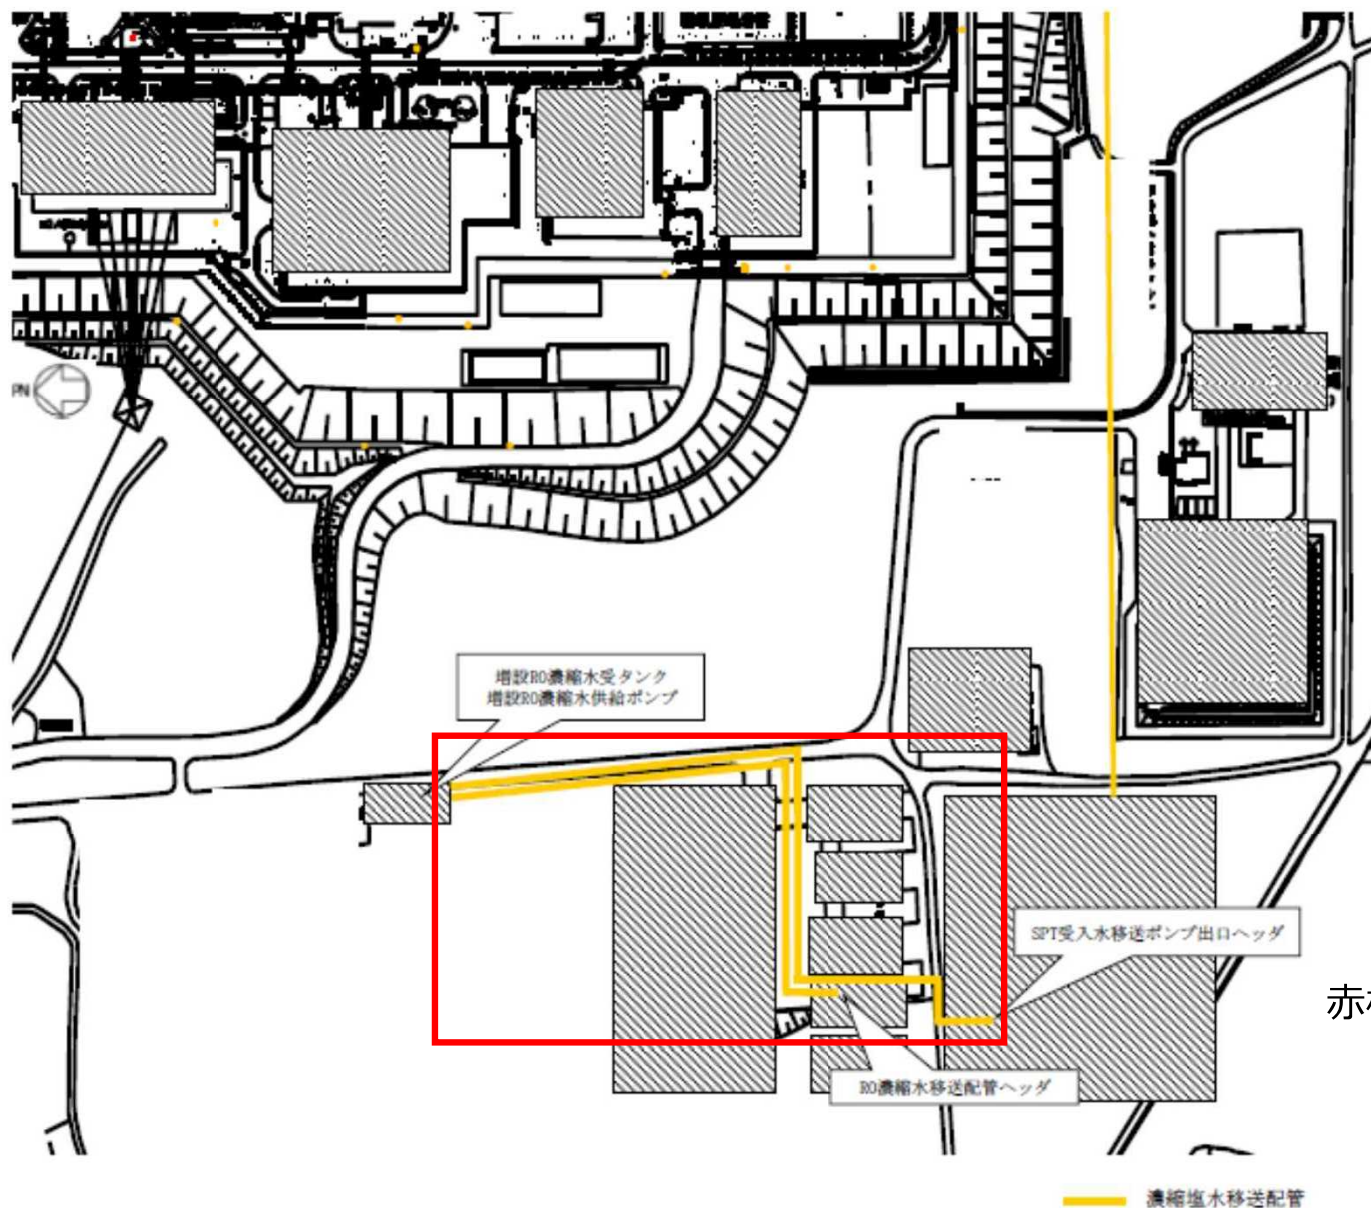 PN
増設RO濃縮水受タンク
増設RO濃縮水供給ポンプ
SPT受入水移送ポンプ出口ヘッダ
赤
RO濃縮水移送配管ヘッダ
濃縮塩水移送配管